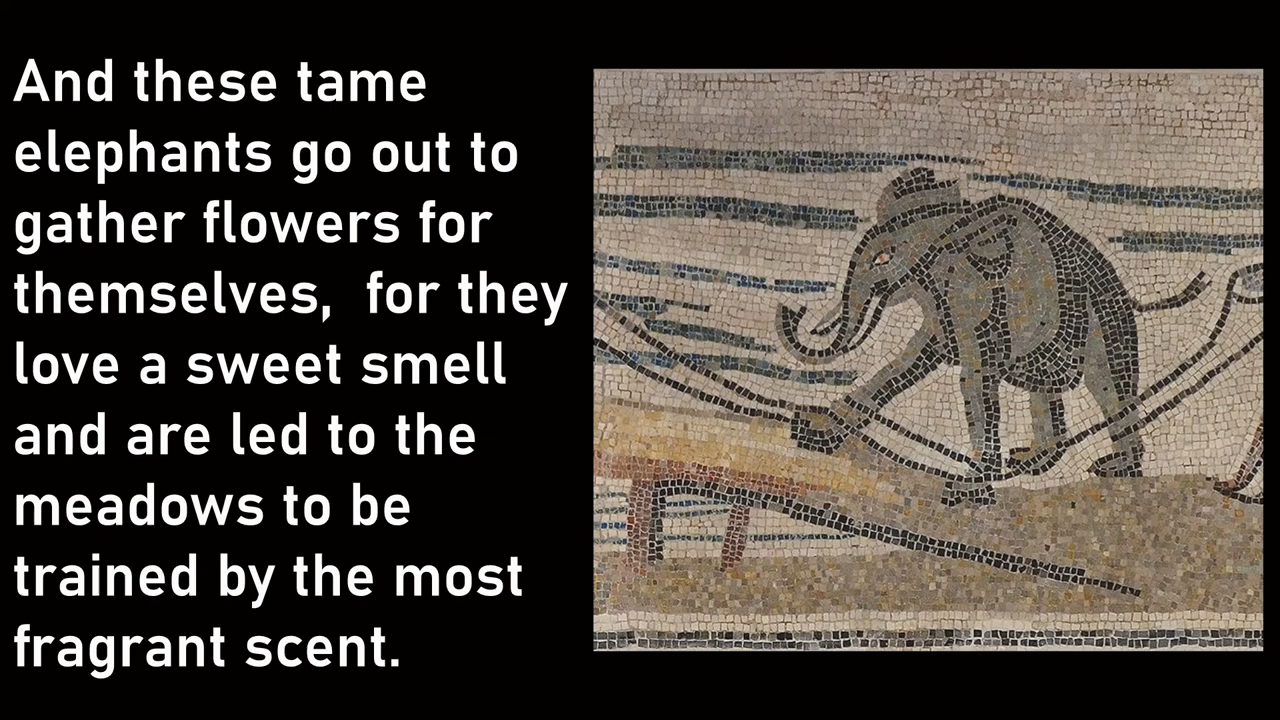 And these tame
elephants go out to
gather flowers for
themselves,  for they
love a sweet smell
and are led to the
meadows to be
trained by the most
fragrant scent.